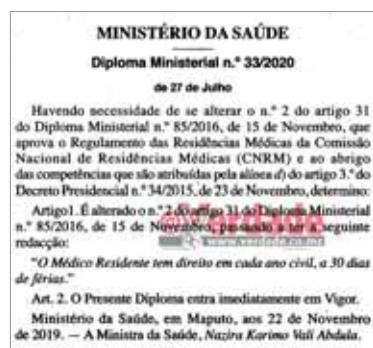 MINISTÉRIO DA SAÚDE
Diploma Ministerial n.º 33/2020
de 27 de Julho
Havendo necessidade de se alterar o n.º 2 do artigo 31
do Diploma Ministerial n.º 85/2016, de 15 de Novembro, que
aprova o Regulamento das Residências Médicas da Comissão
Nacional de Residências Médicas (CNRM) e ao abrigo
das competências que são atribuídas pela alínea d) do artigo 3.º do
Decreto Presidencial n.º 34/2015, de 23 de Novembro, determino:
Artigo1. É alterado o n.º 2 do artigo 31 do Diploma Ministerial
n.º 85/2016, de 15 de Novembro, passando a ter a seguinte
redacção:
@Verdade
www.verdade.co.mz
"O Médico Residente tem direito em cada ano civil, a 30 dias
de férias."
Art. 2. O Presente Diploma entra imediatamente em Vigor.
Ministério da Saúde, em Maputo, aos 22 de Novembro
de 2019. — A Ministra da Saúde, Nazira Karimo Vali Abdula.